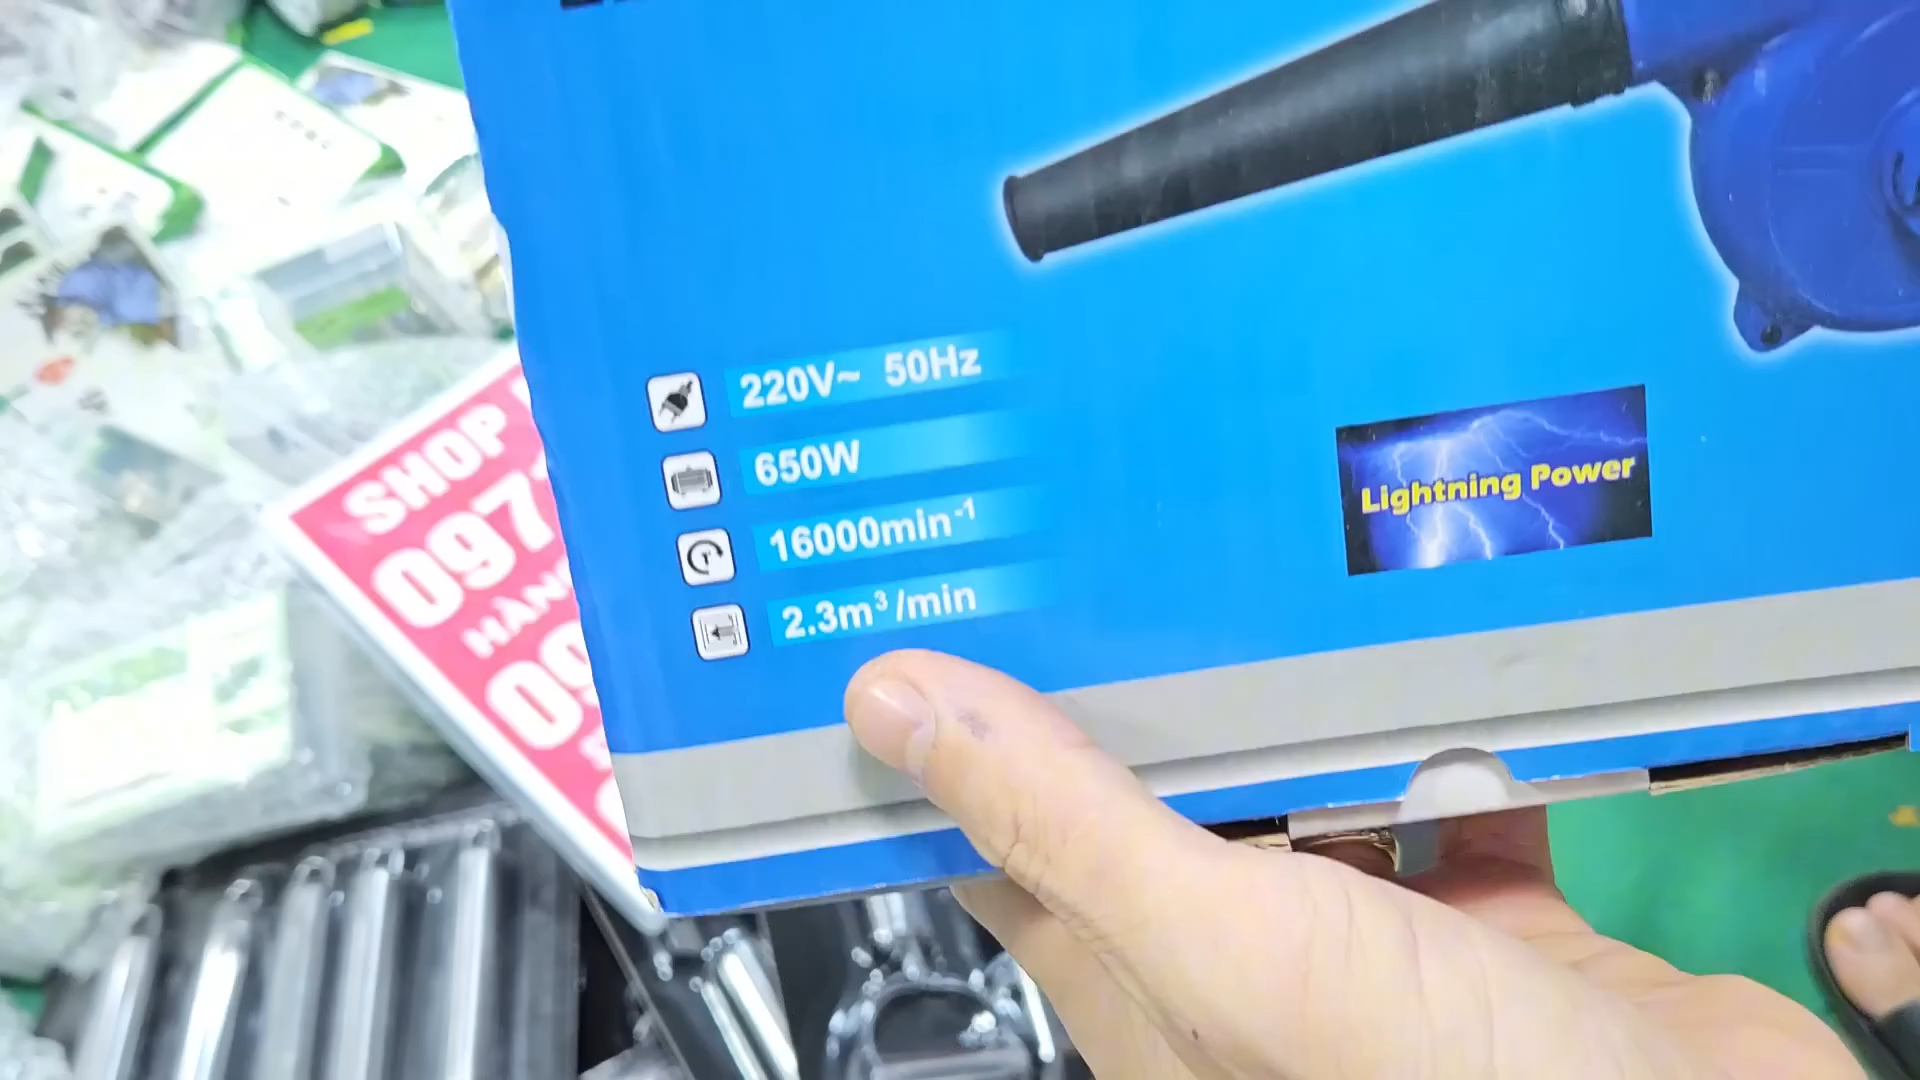 220V~ 50Hz
650W
16000min⁻¹
2.3m³/min
Lightning Power
SHOP
097
HÀN
09